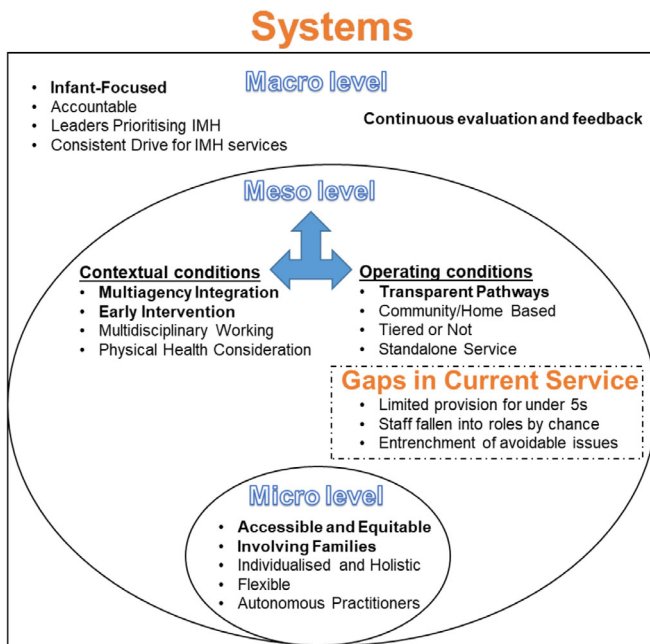 Systems
Macro level
• Infant-Focused
• Accountable
• Leaders Prioritising IMH
• Consistent Drive for IMH services
Continuous evaluation and feedback
Meso level
Contextual conditions
• Multiagency Integration
• Early Intervention
• Multidisciplinary Working
• Physical Health Consideration
Operating conditions
• Transparent Pathways
• Community/Home Based
• Tiered or Not
• Standalone Service
Gaps in Current Service
• Limited provision for under 5s
• Staff fallen into roles by chance
• Entrenchment of avoidable issues
Micro level
• Accessible and Equitable
• Involving Families
• Individualised and Holistic
• Flexible
• Autonomous Practitioners